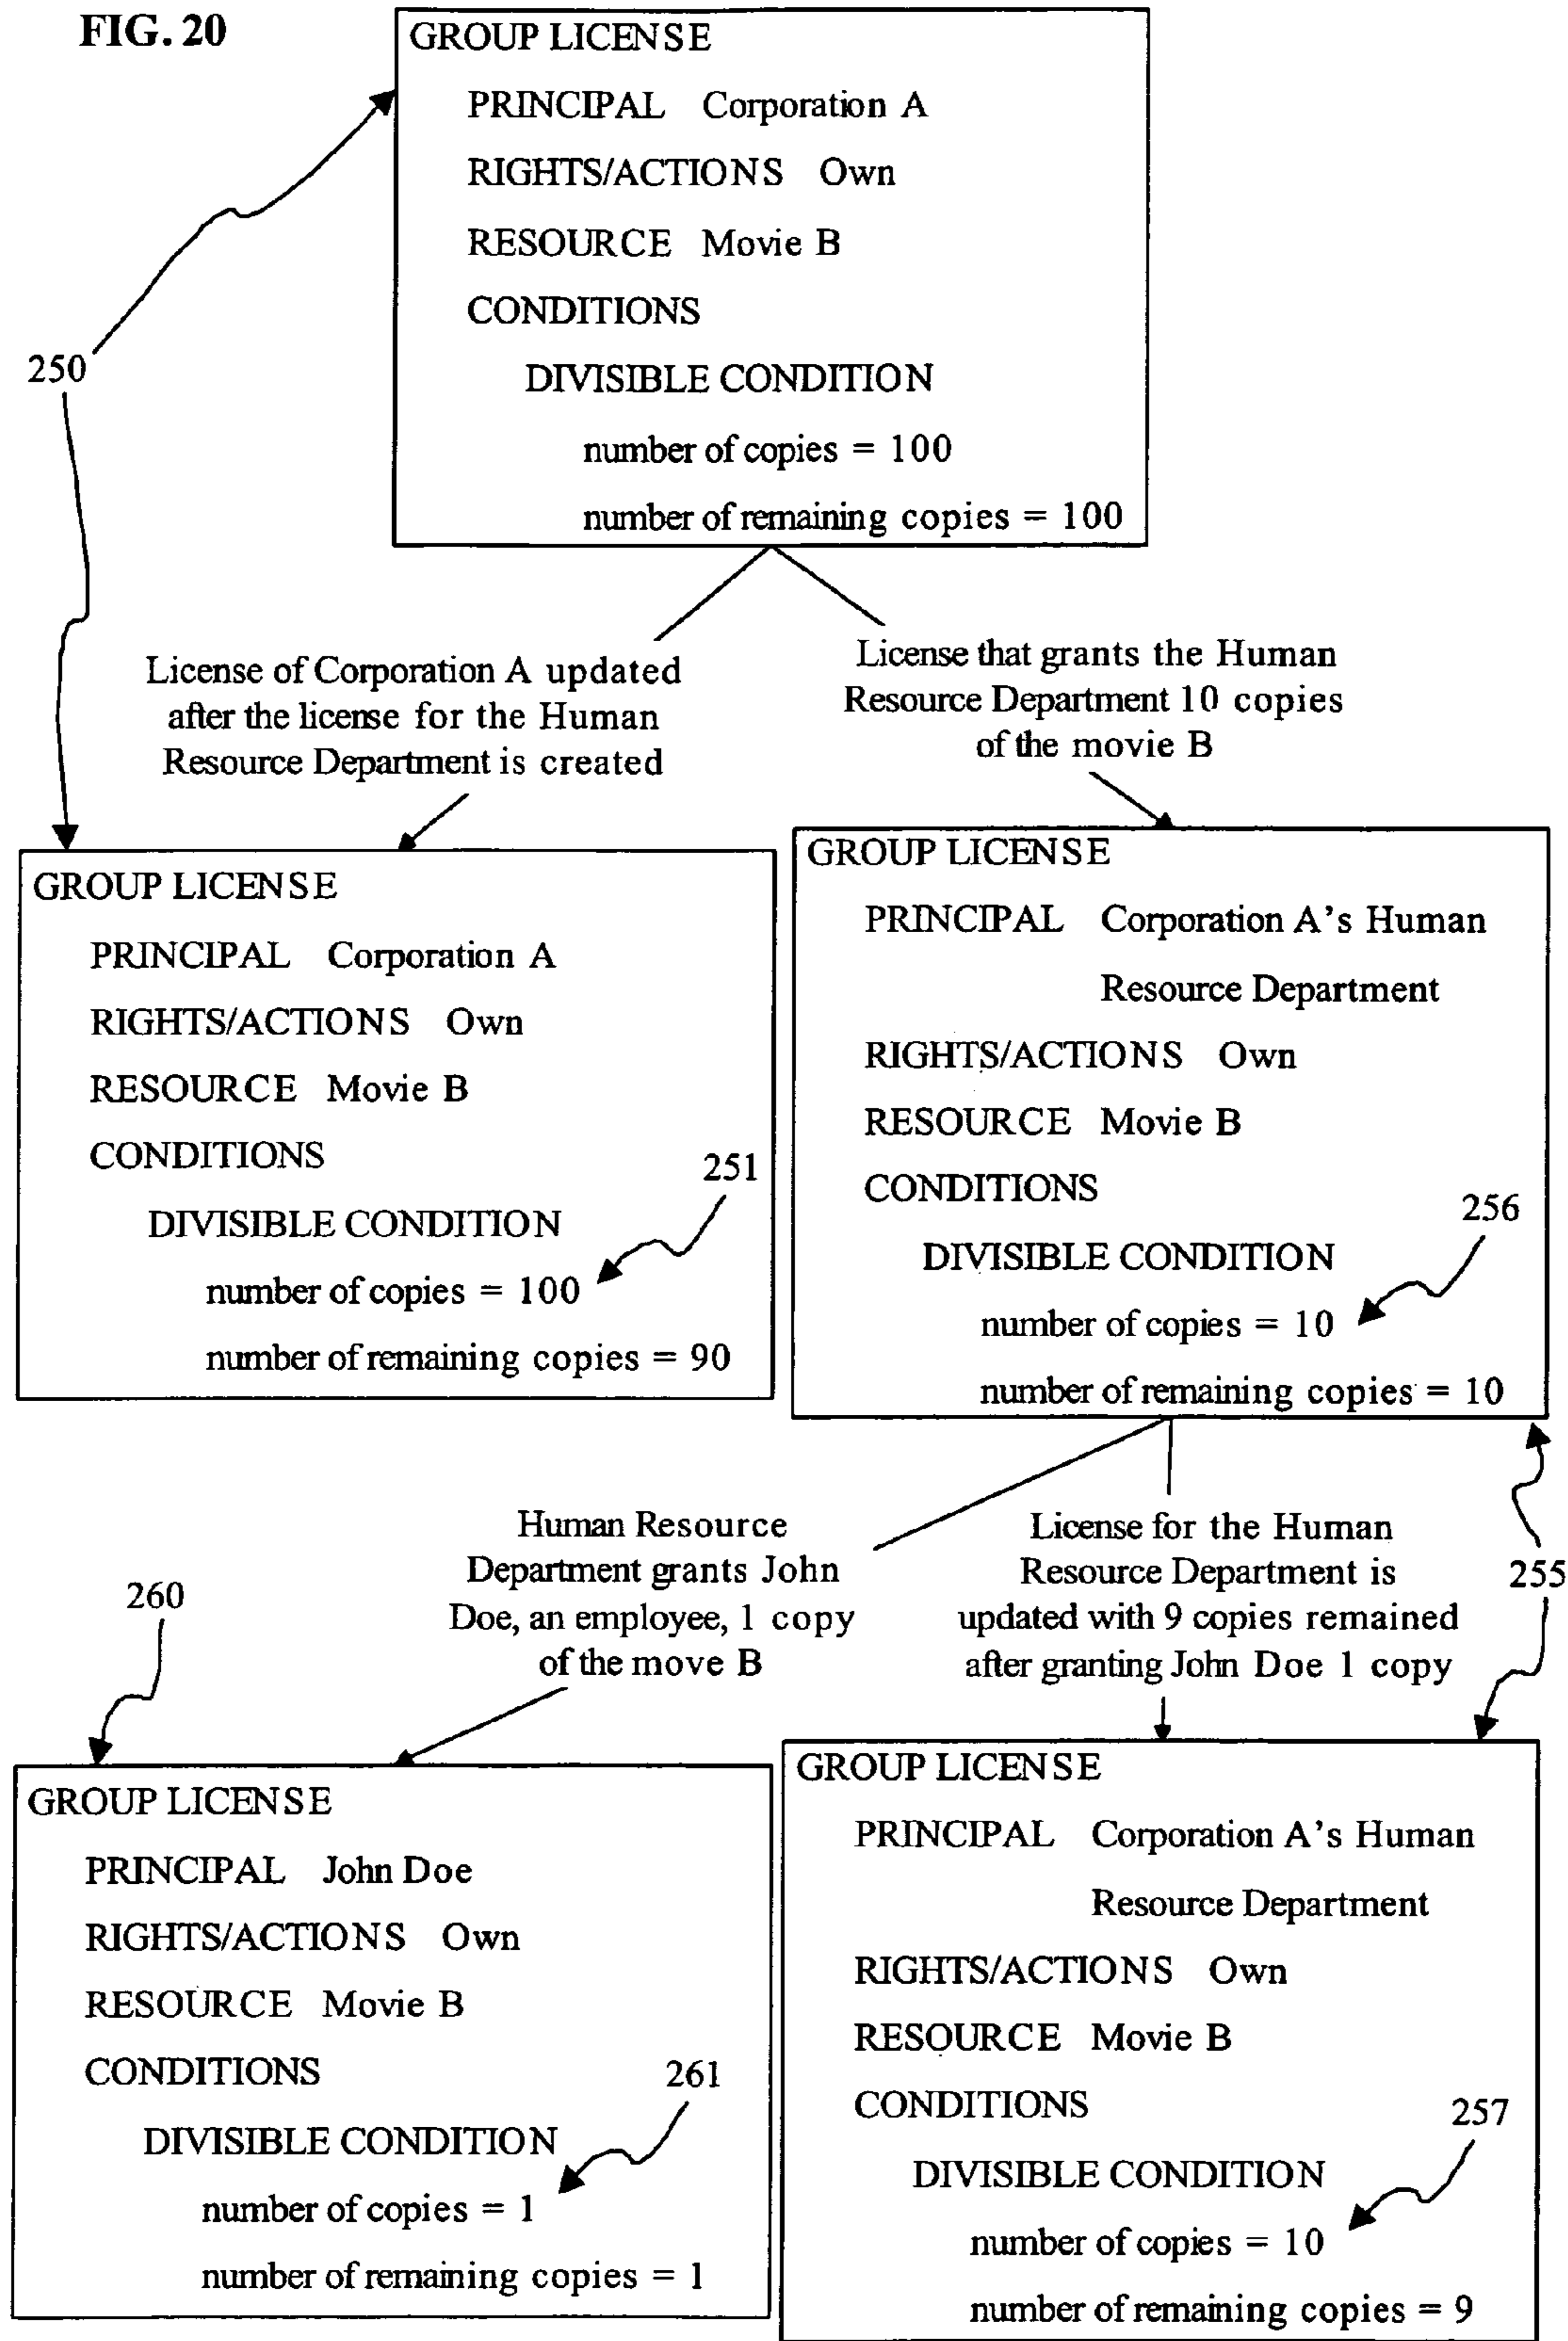 FIG. 20
GROUP LICENSE
PRINCIPAL Corporation A
RIGHTS/ACTIONS Own
RESOURCE Movie B
CONDITIONS
DIVISIBLE CONDITION
number of copies = 100
number of remaining copies = 100
250
License of Corporation A updated
after the license for the Human
Resource Department is created
License that grants the Human
Resource Department 10 copies
of the movie B
GROUP LICENSE
PRINCIPAL Corporation A
RIGHTS/ACTIONS Own
RESOURCE Movie B
CONDITIONS
251
DIVISIBLE CONDITION
number of copies = 100
number of remaining copies = 90
GROUP LICENSE
PRINCIPAL Corporation A's Human
Resource Department
RIGHTS/ACTIONS Own
RESOURCE Movie B
CONDITIONS
256
DIVISIBLE CONDITION
number of copies = 10
number of remaining copies = 10
Human Resource
Department grants John
Doe, an employee, 1 copy
of the move B
License for the Human
Resource Department is
updated with 9 copies remained
after granting John Doe 1 copy
255
260
GROUP LICENSE
PRINCIPAL John Doe
RIGHTS/ACTIONS Own
RESOURCE Movie B
CONDITIONS
261
DIVISIBLE CONDITION
number of copies = 1
number of remaining copies = 1
GROUP LICENSE
PRINCIPAL Corporation A's Human
Resource Department
RIGHTS/ACTIONS Own
RESOURCE Movie B
CONDITIONS
257
DIVISIBLE CONDITION
number of copies = 10
number of remaining copies = 9